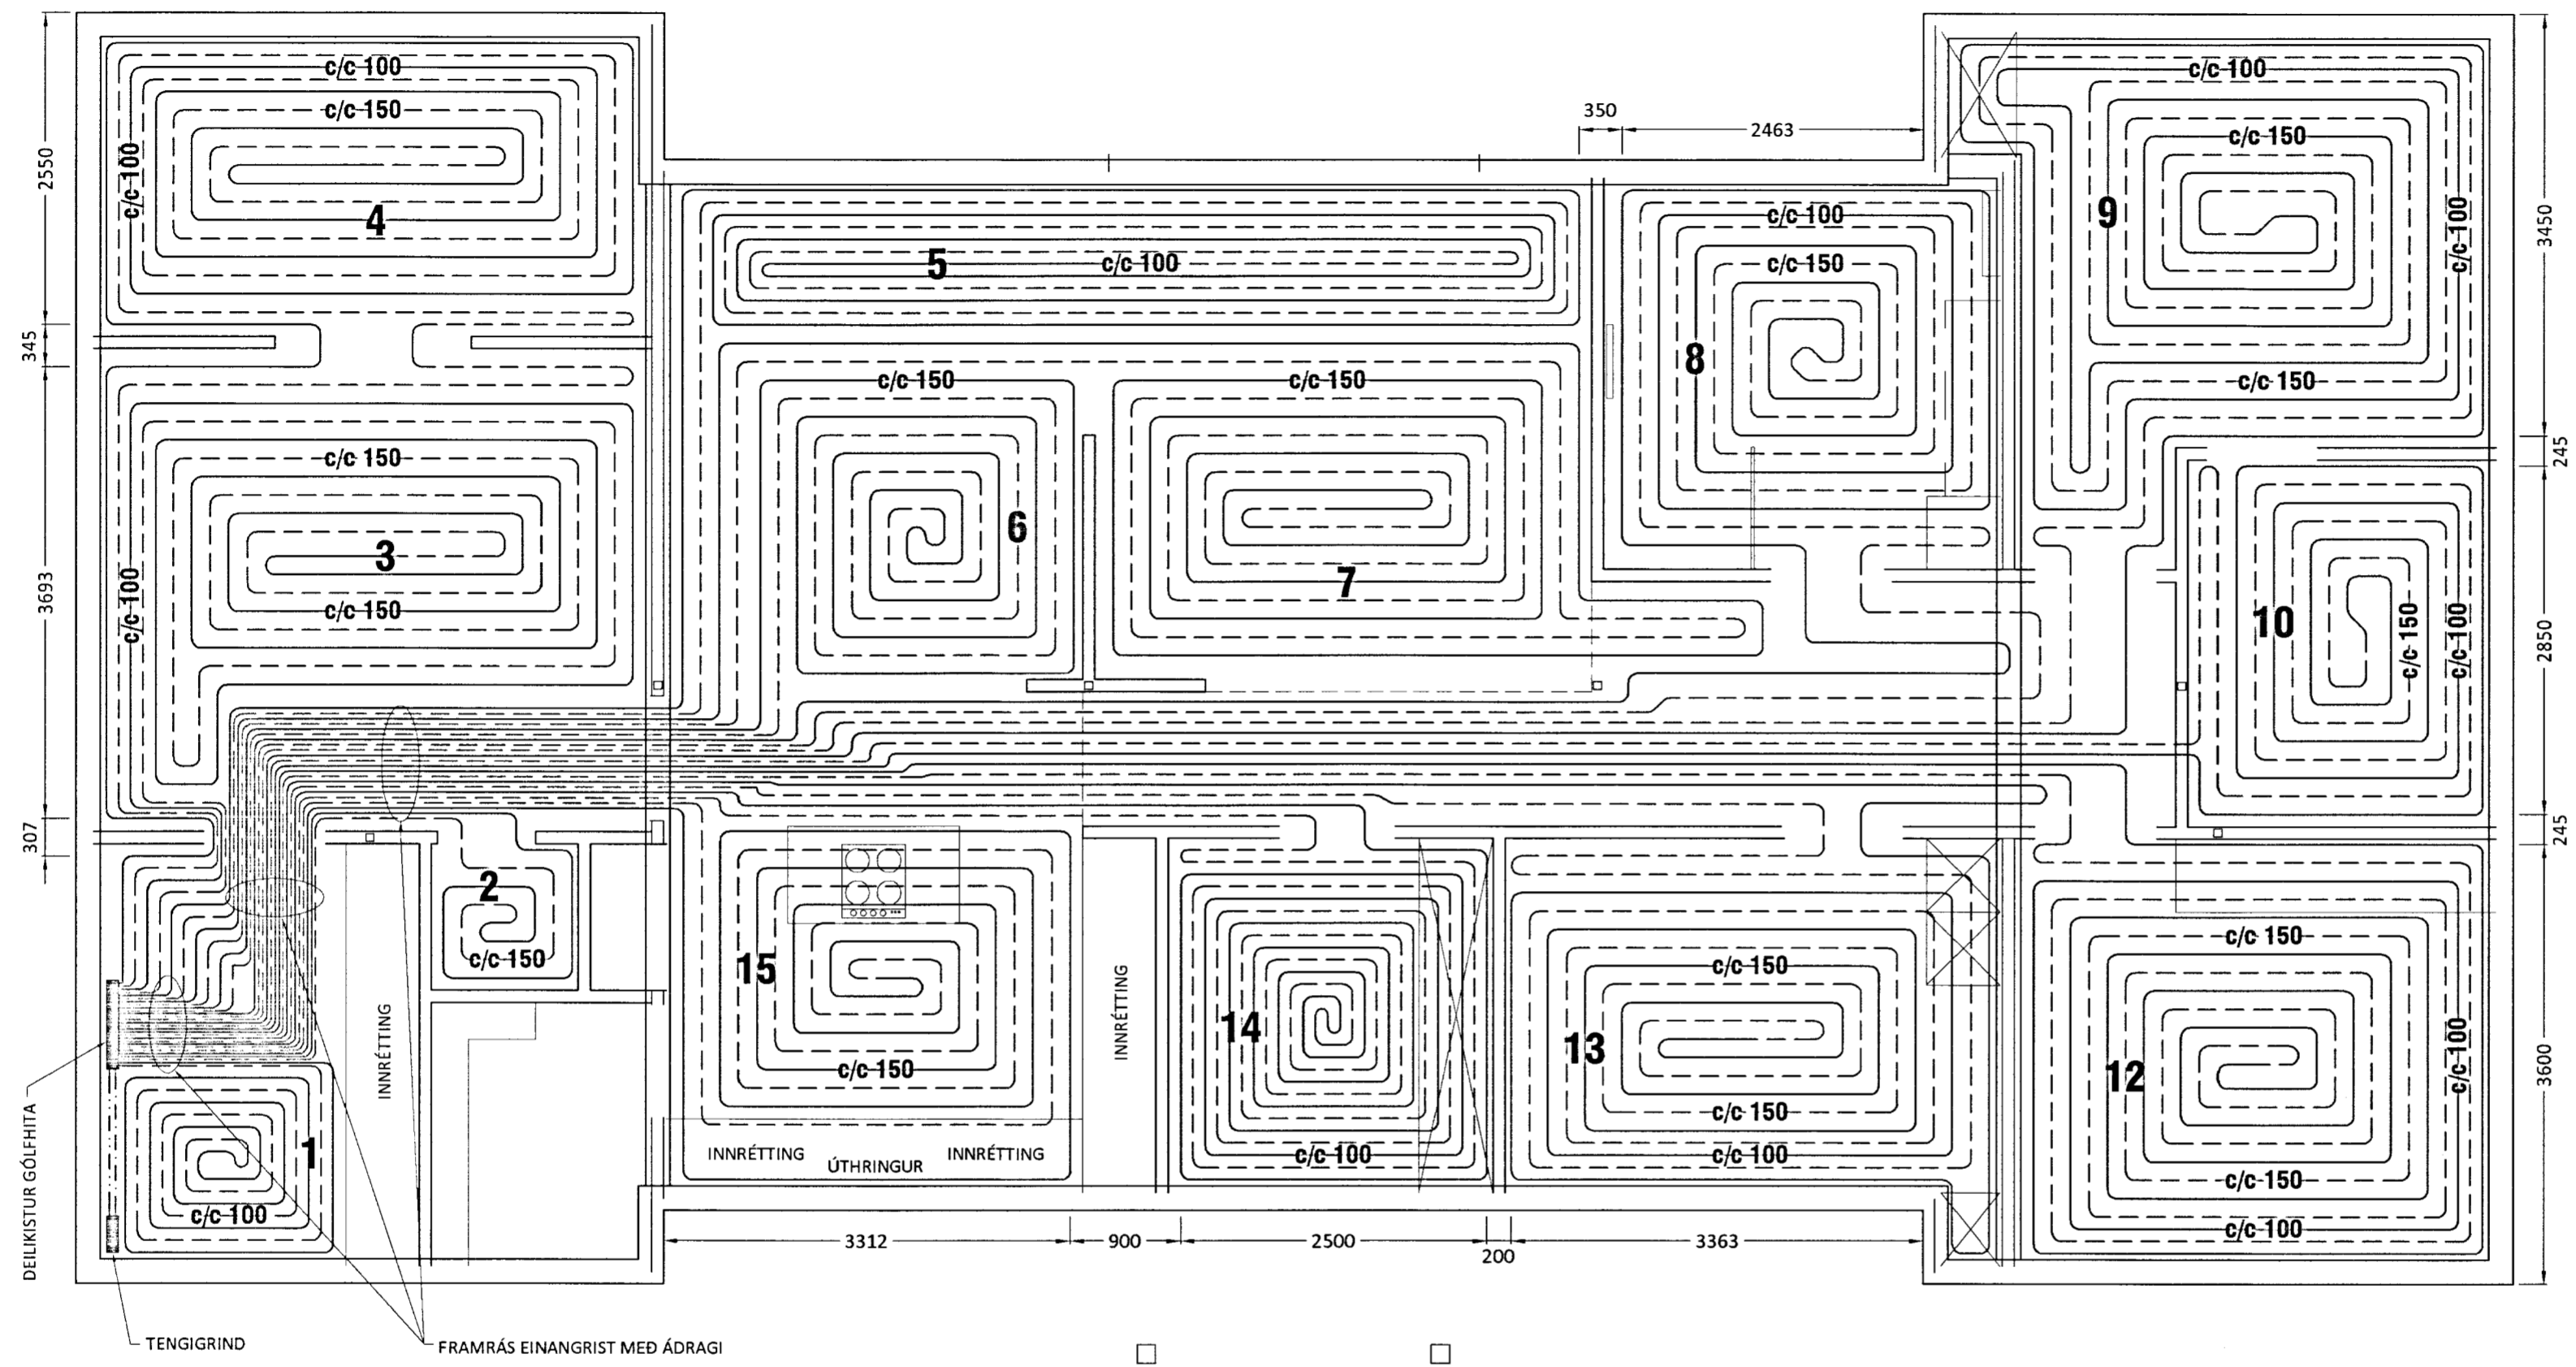 c/c 100
c/c 150
c/c 100
4
2550
345
c/c 150
3
c/c 150
c/c 100
3693
307
5
c/c 100
350
2463
c/c 150
6
c/c 150
7
c/c 100
c/c 150
8
c/c 100
9
c/c 150
c/c 100
c/c 150
3450
245
10
c/c 150
c/c 100
2850
245
2
c/c 150
1
c/c 100
INNRÉTTING
15
c/c 150
INNRÉTTING
ÚTHRINGUR
INNRÉTTING
INNRÉTTING
14
c/c 100
13
c/c 150
c/c 150
c/c 100
12
c/c 150
c/c 150
c/c 100
c/c 100
3600
3312
900
2500
200
3363
DEILIKISTUR GÓLFHITA
TENGIGRIND
FRAMRÁS EINANGRIST MEÐ ÁDRAGI